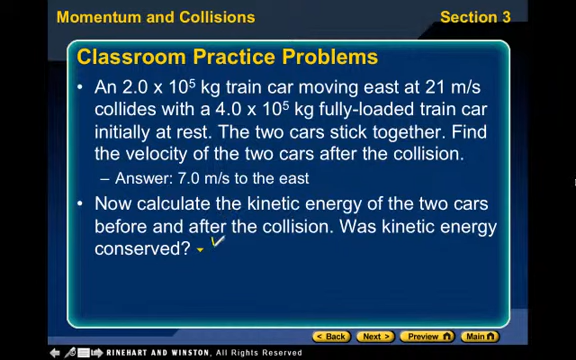 Momentum and Collisions Section 3
Classroom Practice Problems
• An 2.0 x 10⁵ kg train car moving east at 21 m/s
collides with a 4.0 x 10⁵ kg fully-loaded train car
initially at rest. The two cars stick together. Find
the velocity of the two cars after the collision.
– Answer: 7.0 m/s to the east
• Now calculate the kinetic energy of the two cars
before and after the collision. Was kinetic energy
conserved?
< Back Next > Preview Main
RINEHART AND WINSTON, All Rights Reserved